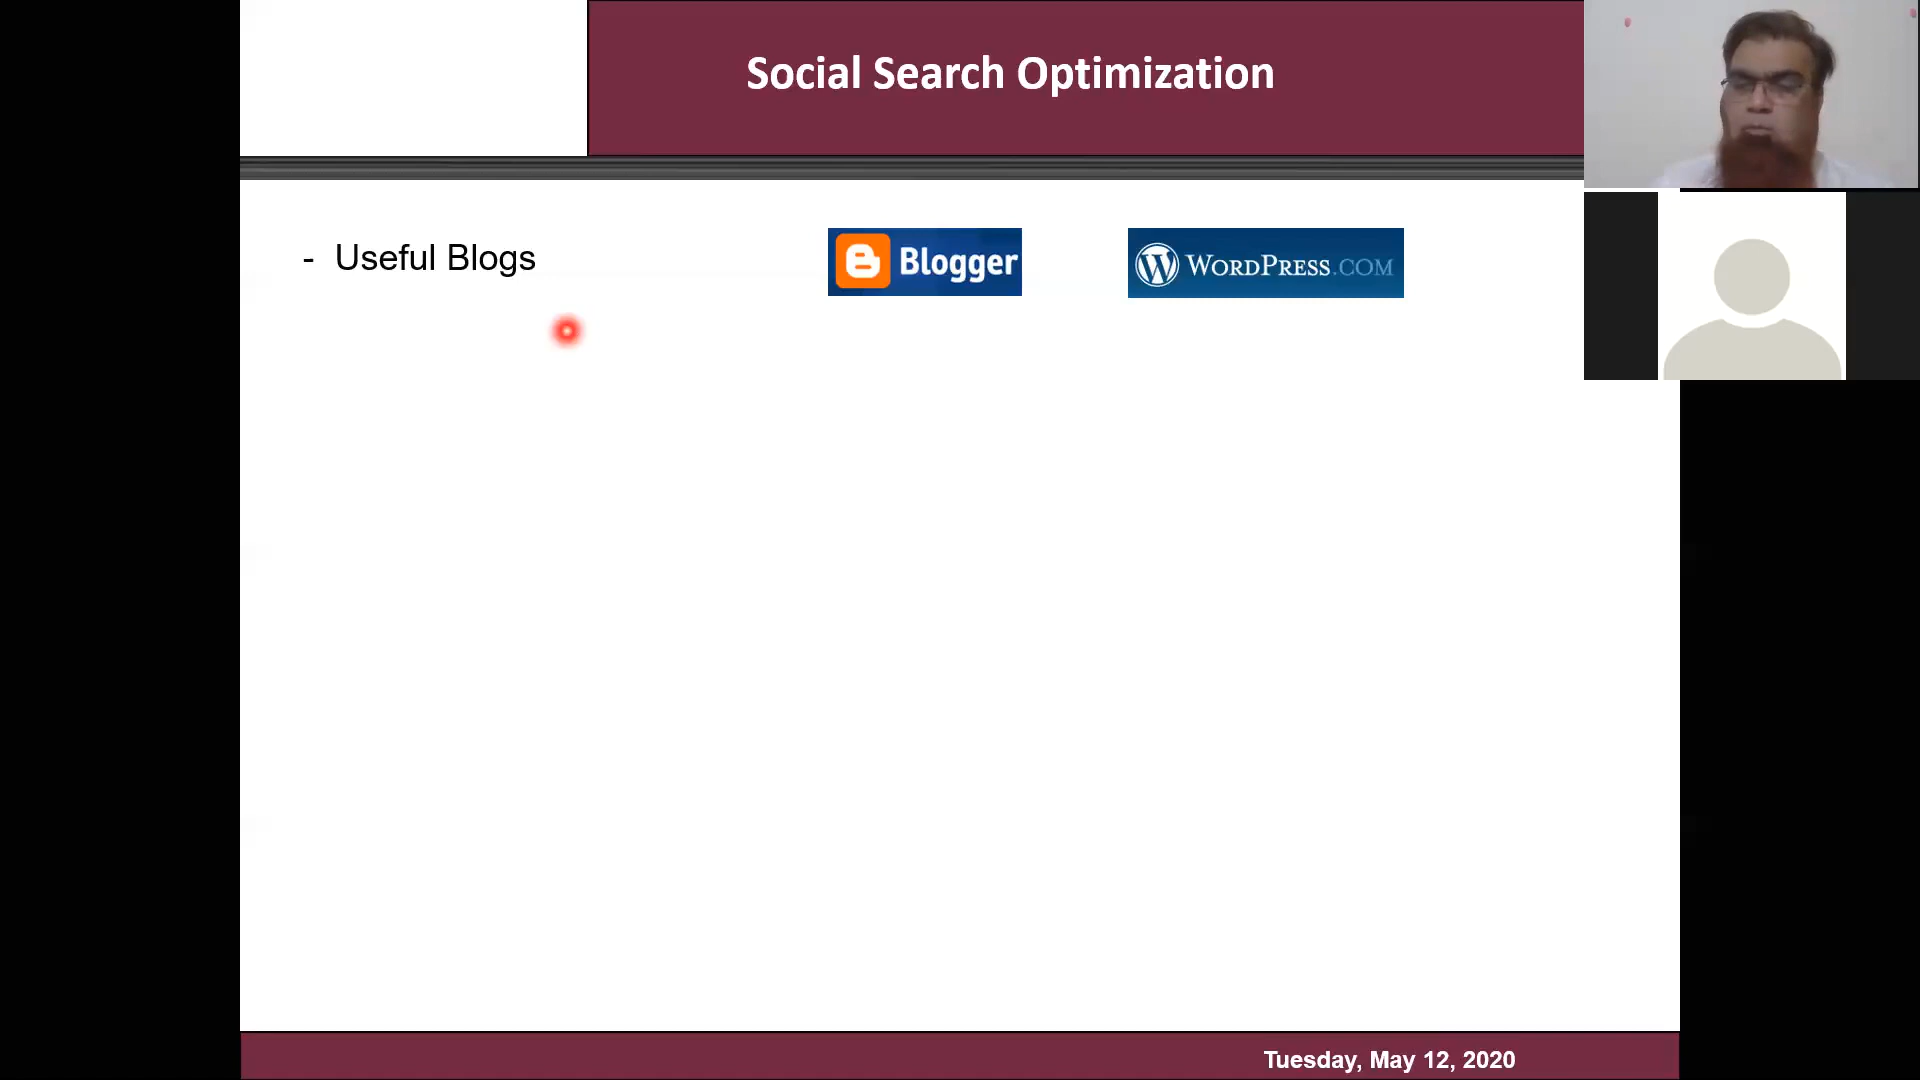 Social Search Optimization
- Useful Blogs
Blogger
WORDPRESS.COM
Tuesday, May 12, 2020